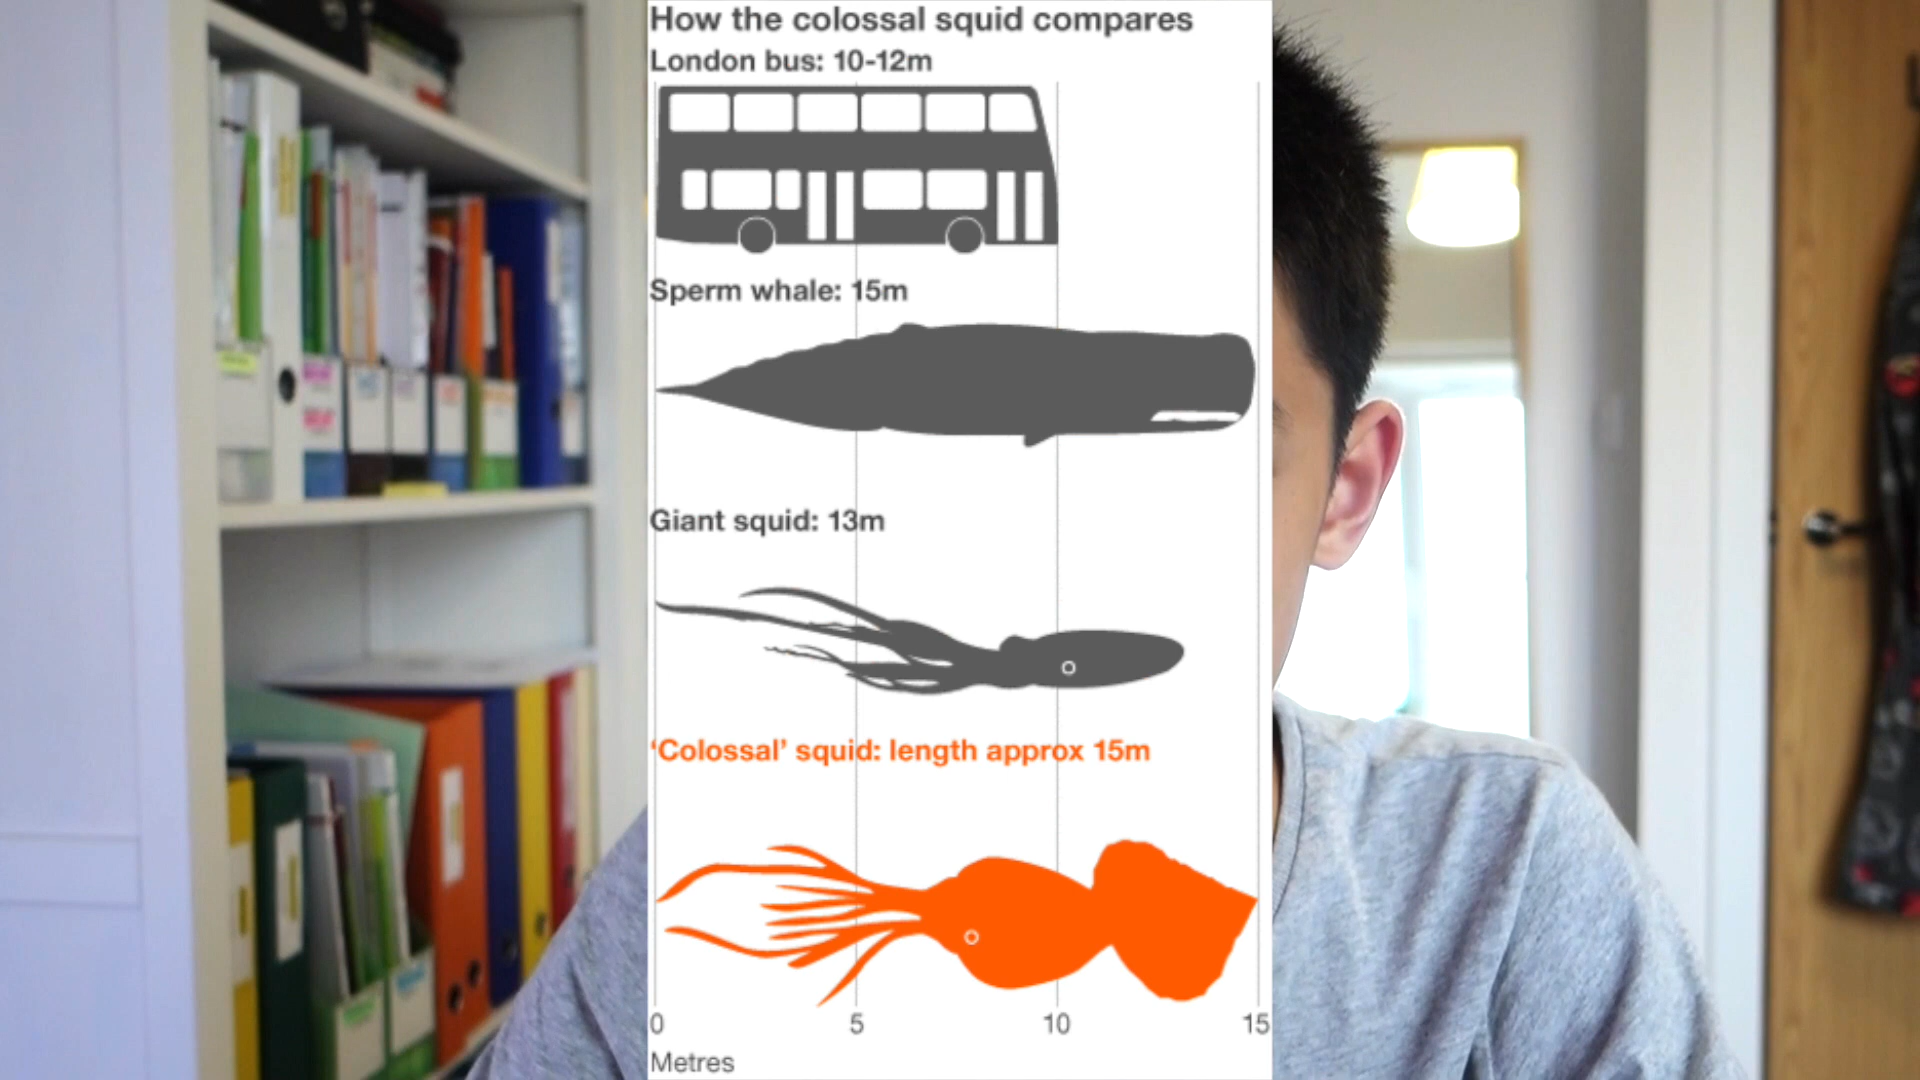 How the colossal squid compares
London bus: 10-12m
Sperm whale: 15m
Giant squid: 13m
‘Colossal’ squid: length approx 15m
0 5 10 15
Metres